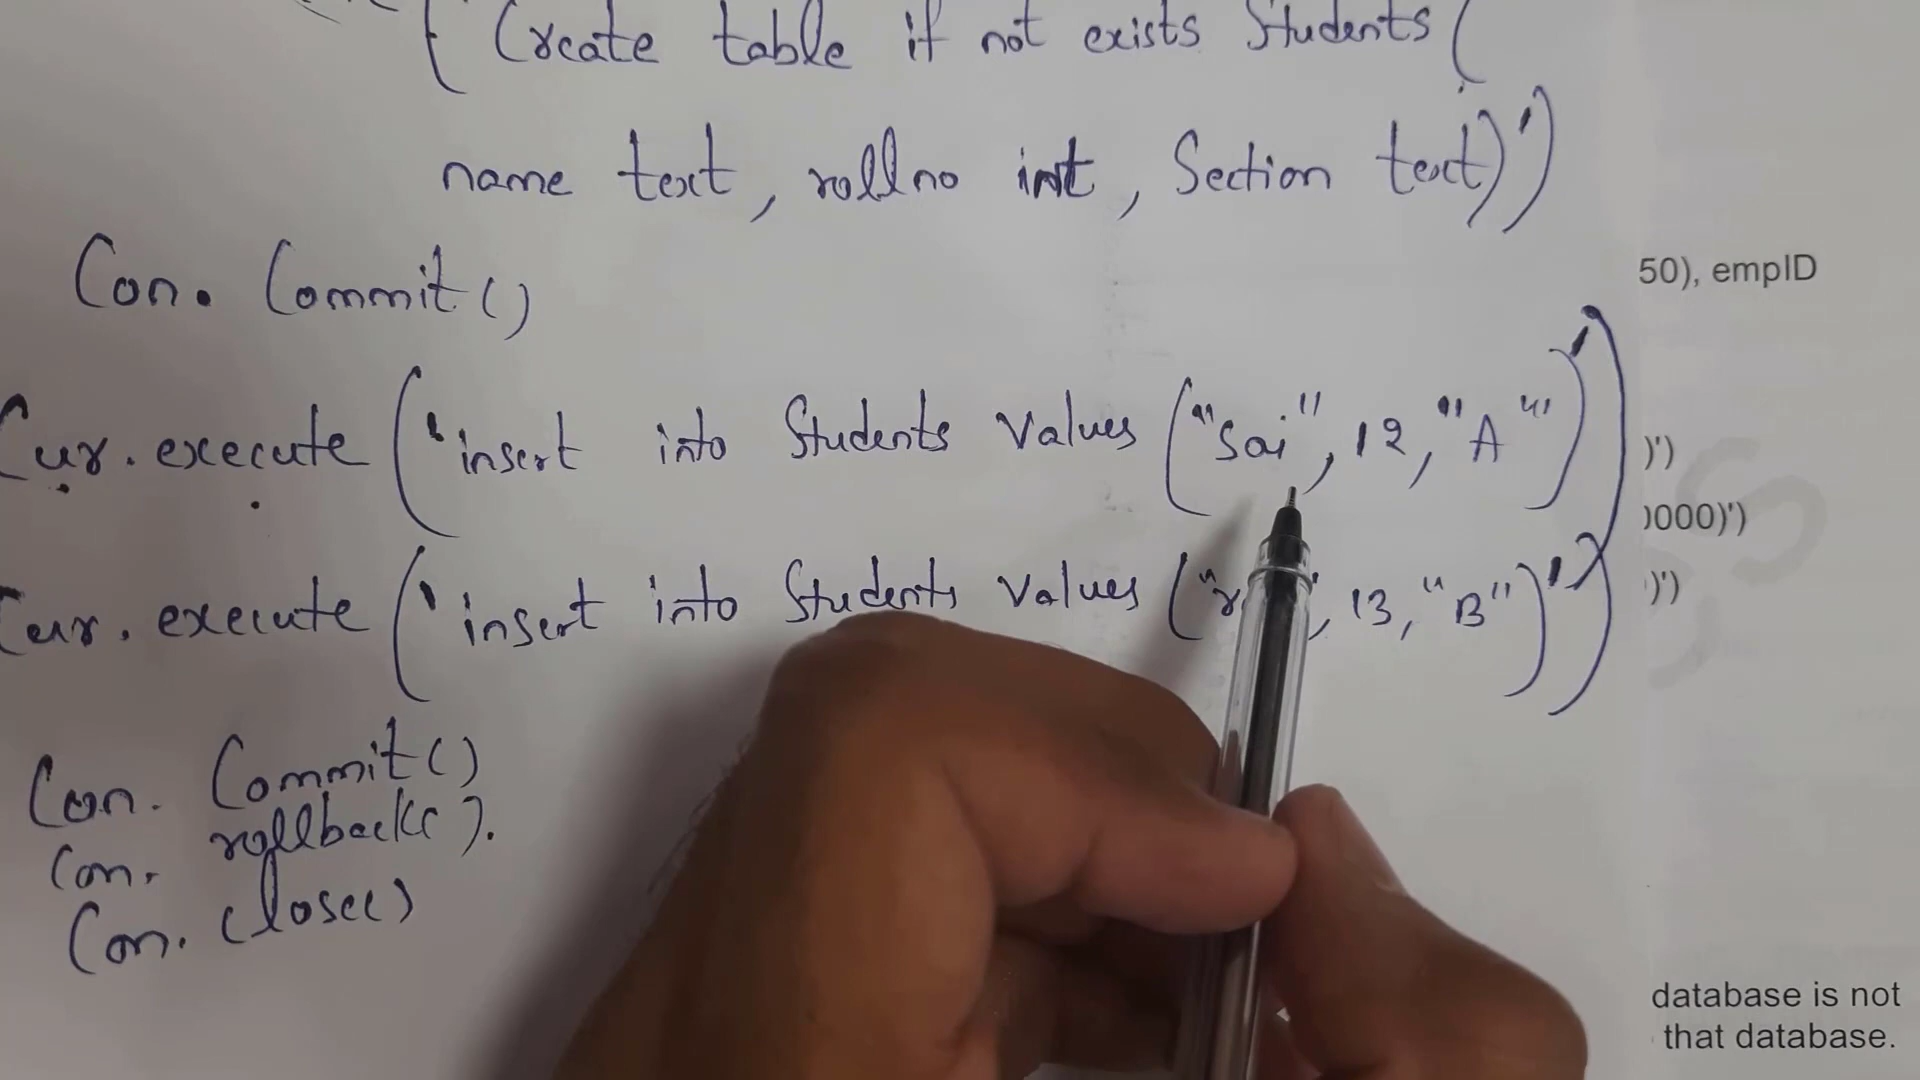 ( Create table if not exists Students (
name text, rollno int, Section text)')
Con. Commit()
50), empID
Cur. execute ('insert into Students Values ("Sai", 12, "A")')
)')
)000)')
Cur. execute ('insert into Students Values (" , 13, "B")')
)')
Con. Commit()
Con. rollback().
Con. close()
database is not
that database.